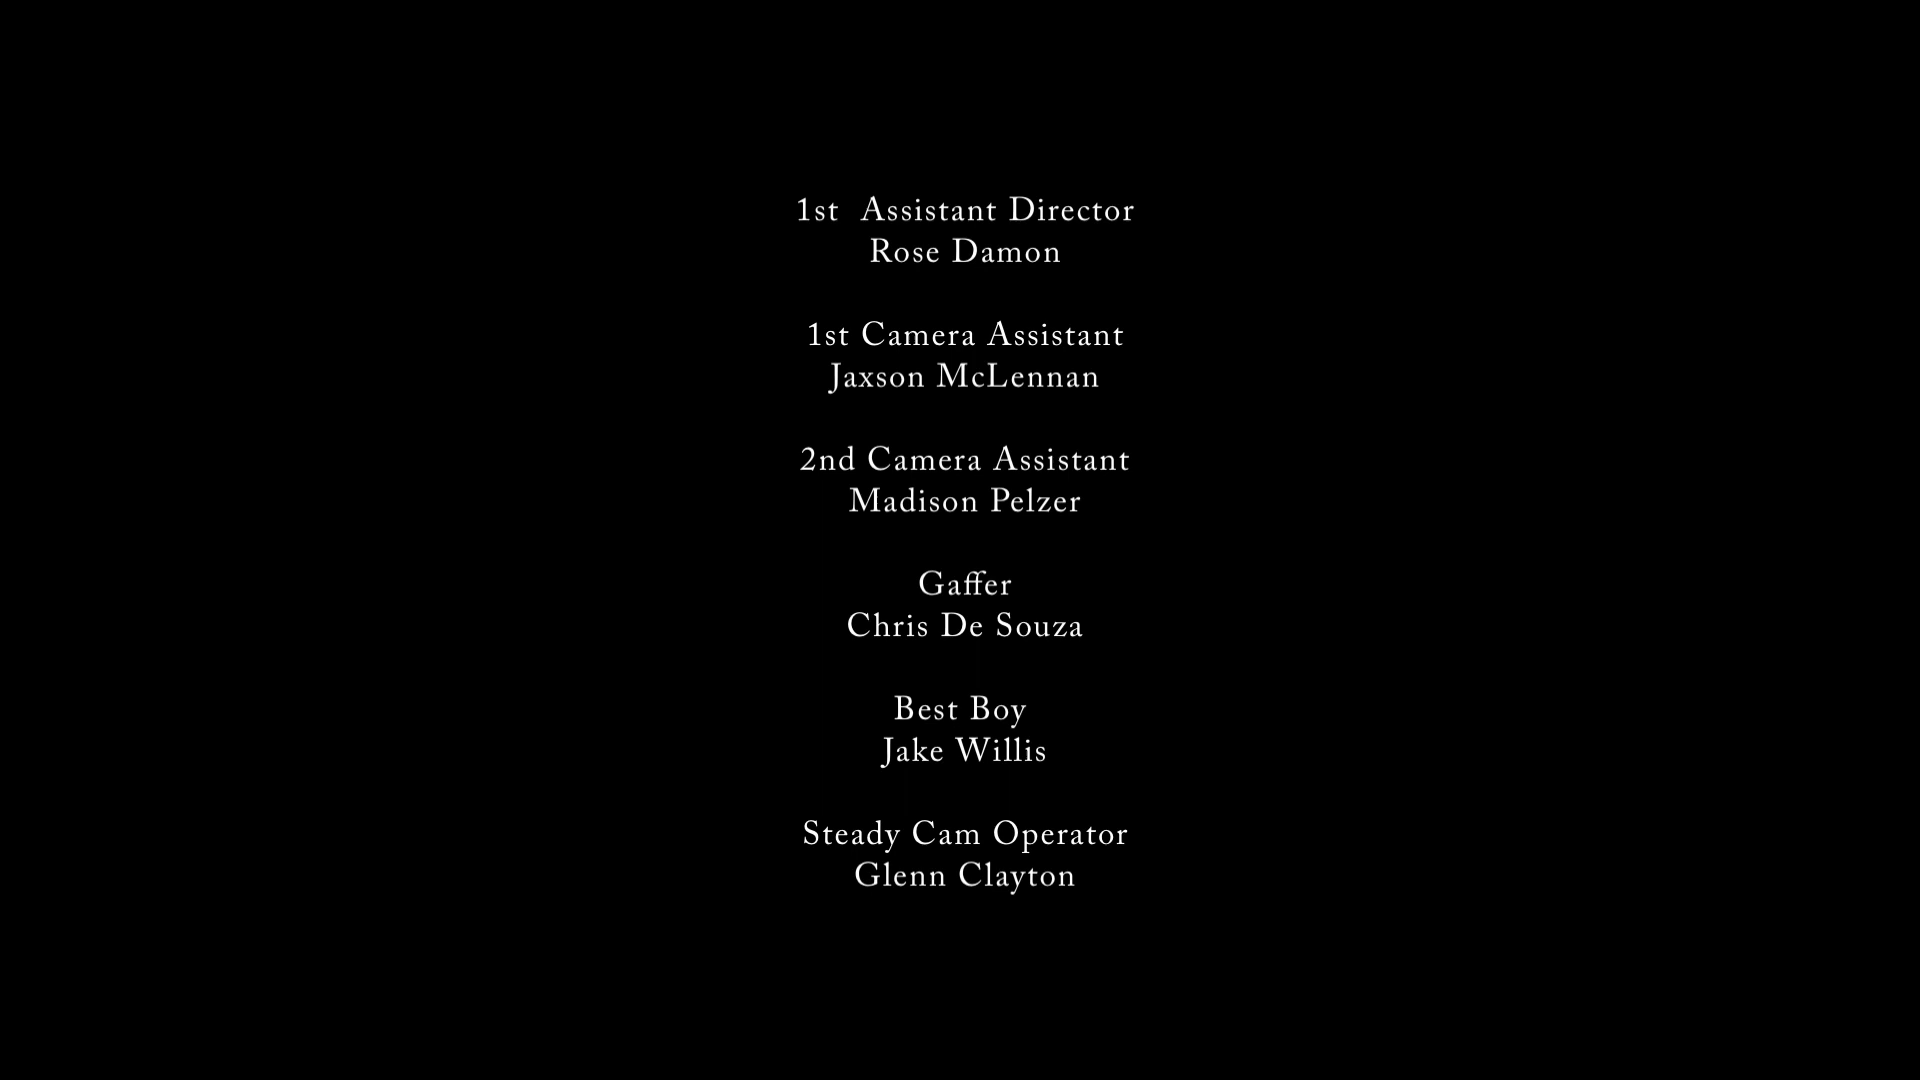 1st  Assistant Director
Rose Damon
1st Camera Assistant
Jaxson McLennan
2nd Camera Assistant
Madison Pelzer
Gaffer
Chris De Souza
Best Boy
Jake Willis
Steady Cam Operator
Glenn Clayton